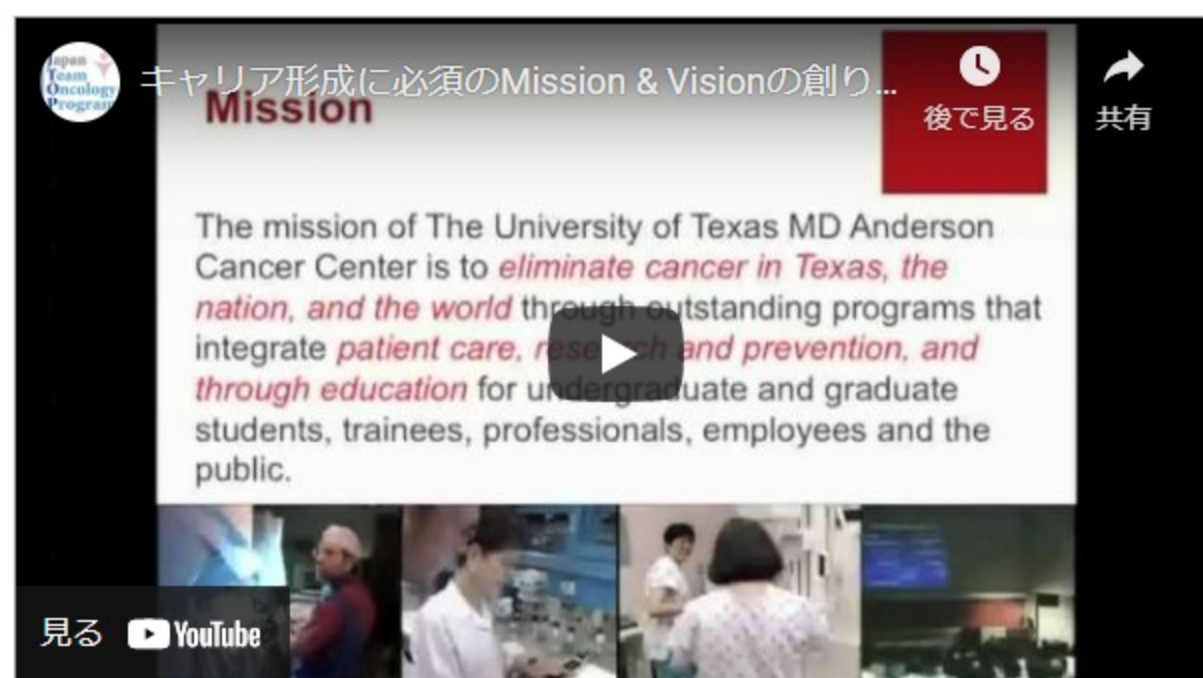 Japan
Team
Oncology
Program
キャリア形成に必須のMission & Visionの創り...
後で見る
共有
Mission
The mission of The University of Texas MD Anderson
Cancer Center is to eliminate cancer in Texas, the
nation, and the world through outstanding programs that
integrate patient care, research and prevention, and
through education for undergraduate and graduate
students, trainees, professionals, employees and the
public.
見る YouTube